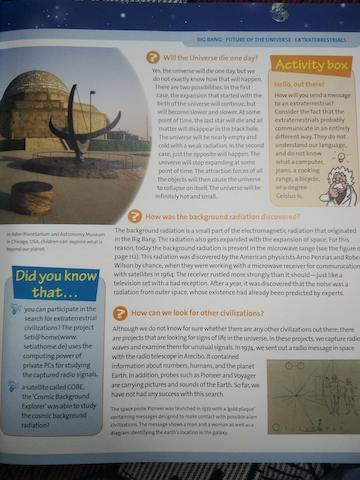 BIG BANG · FUTURE OF THE UNIVERSE · EXTRATERRESTRIALS
? Will the Universe die one day?
Yes, the universe will die one day, but we
do not exactly know how that will happen.
There are two possibilities. In the first
case, the expansion that started with the
birth of the universe will continue, but
will become slower and slower. At some
point of time, the last star will die and all
matter will disappear in the black hole.
The universe will be nearly empty and
cold with a weak radiation. In the second
case, just the opposite will happen. The
universe will stop expanding at some
point of time. The attraction forces of all
the objects will then cause the universe
to collapse on itself. The universe will be
infinitely hot and small.
Activity box
Hello, out there!
How will you send a message
to an extraterrestrial?
Consider the fact that the
extraterrestrials probably
communicate in an entirely
different way. They do not
understand our language,
and do not know
what a computer,
jeans, a cooking
range, a bicycle,
or a degree
Celsius is.
In Adler Planetarium and Astronomy Museum
in Chicago, USA, children can explore what is
beyond our planet.
? How was the background radiation discovered?
The background radiation is a small part of the electromagnetic radiation that originated
in the Big Bang. The radiation also gets expanded with the expansion of space. For this
reason, today the background radiation is present in the microwave range (see the figure on
page 112). This radiation was discovered by the American physicists Arno Penzias and Robert
Wilson by chance, when they were working with a microwave receiver for communication
with satellites in 1964. The receiver rustled more strongly than it should—just like a
television set with a bad reception. After a year, it was discovered that the noise was a
radiation from outer space, whose existence had already been predicted by experts.
Did you know
that...
you can participate in the
search for extraterrestrial
civilizations? The project
Seti@home(www.
setiathome.de) uses the
computing power of
private PCs for studying
the captured radio signals.
a satellite called COBE,
the 'Cosmic Background
Explorer' was able to study
the cosmic background
radiation?
? How can we look for other civilizations?
Although we do not know for sure whether there are any other civilizations out there, there
are projects that are looking for signs of life in the universe. In these projects, we capture radio
waves and examine them for unusual signals. In 1974, we sent out a radio message in space
with the radio telescope in Arecibo. It contained
information about numbers, humans, and the planet
Earth. In addition, probes such as Pioneer and Voyager
are carrying pictures and sounds of the Earth. So far, we
have not had any success with this search.
The space probe Pioneer was launched in 1972 with a 'gold plaque'
containing messages designed to make contact with possible alien
civilizations. The message shows a man and a woman as well as a
diagram identifying the earth's location in the galaxy.